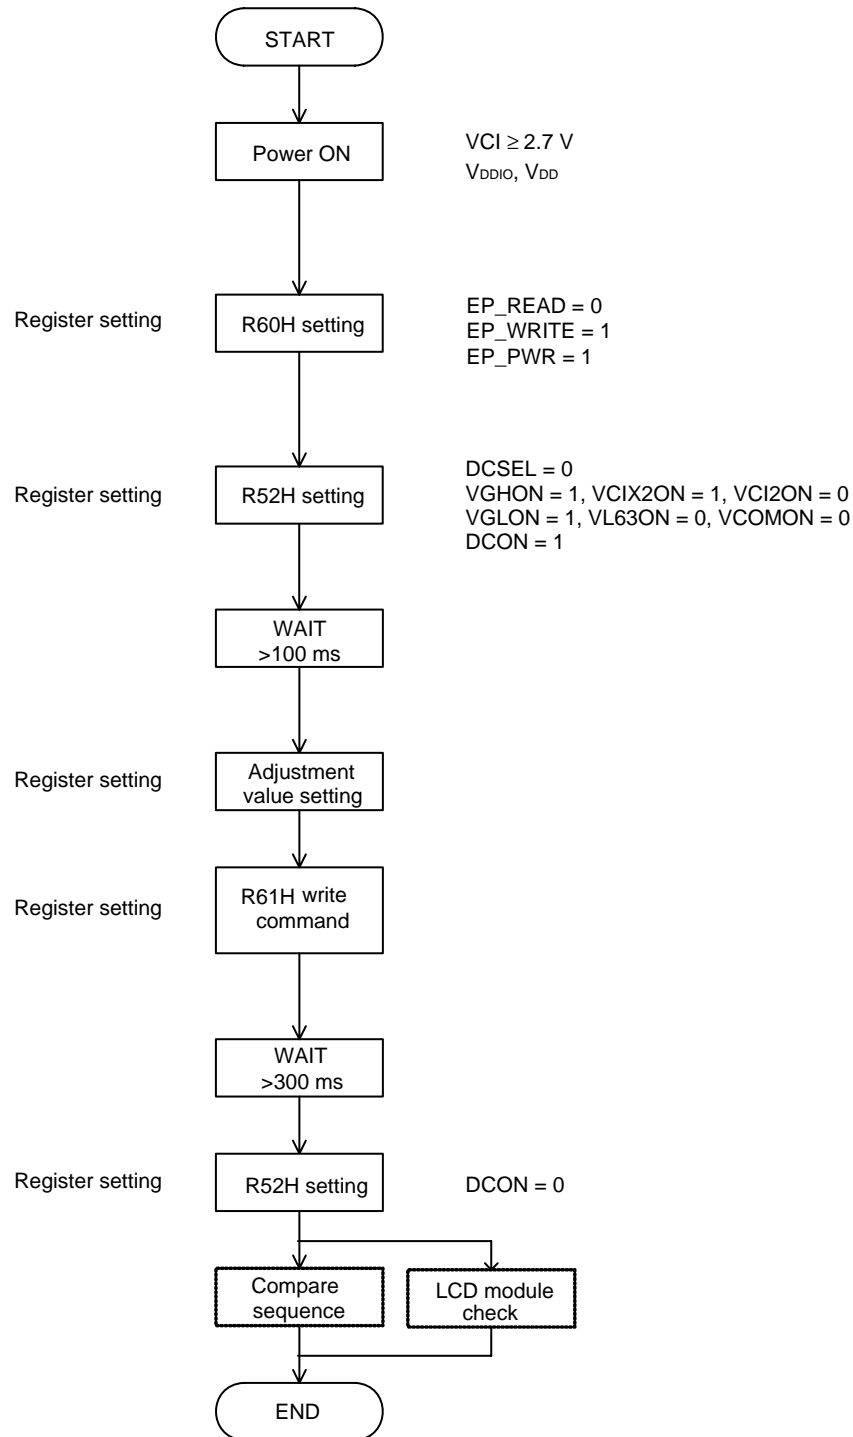 START
Power ON
VCI ≥ 2.7 V
VDDIO, VDD
Register setting
R60H setting
EP_READ = 0
EP_WRITE = 1
EP_PWR = 1
Register setting
R52H setting
DCSEL = 0
VGHON = 1, VCIX2ON = 1, VCI2ON = 0
VGLON = 1, VL63ON = 0, VCOMON = 0
DCON = 1
WAIT
>100 ms
Register setting
Adjustment
value setting
Register setting
R61H write
command
WAIT
>300 ms
Register setting
R52H setting
DCON = 0
Compare
sequence
LCD module
check
END